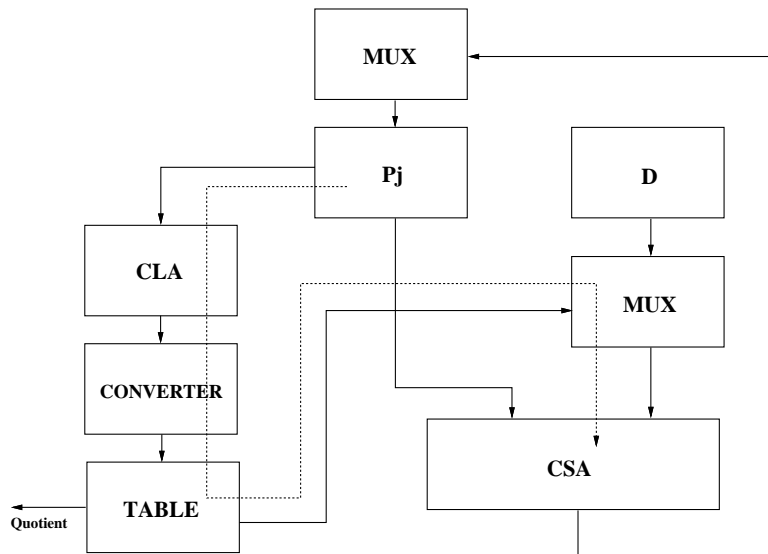 MUX
Pj
D
CLA
MUX
CONVERTER
CSA
TABLE
Quotient